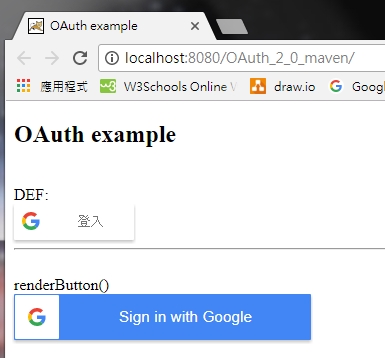 OAuth example
localhost:8080/OAuth_2_0_maven/
應用程式 W3Schools Online draw.io Goog
OAuth example
DEF:
登入
renderButton()
Sign in with Google